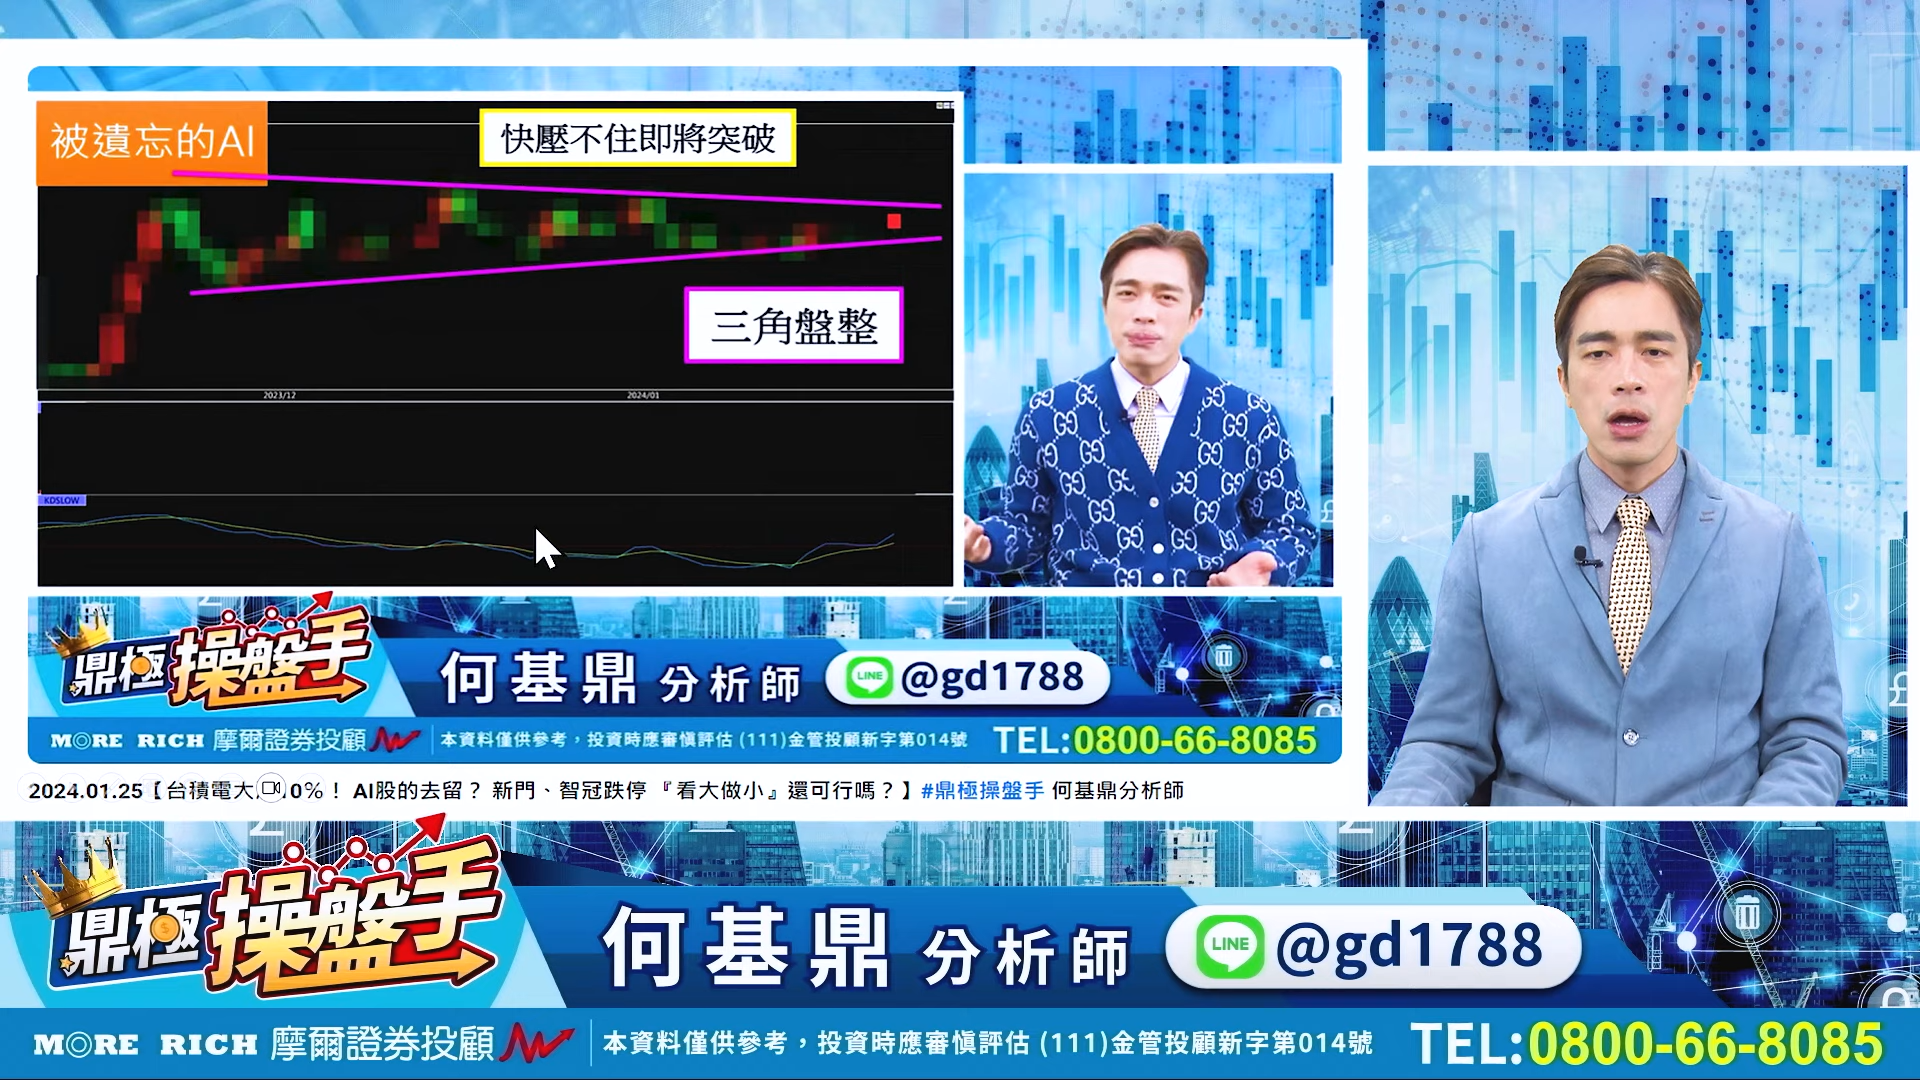 被遺忘的AI
快壓不住即將突破
三角盤整
2023/12
2024/01
KDSLOW
鼎極操盤手
何基鼎 分析師
LINE @gd1788
MORE RICH 摩爾證券投顧
本資料僅供參考，投資時應審慎評估 (111)金管投顧新字第014號
TEL:0800-66-8085
2024.01.25【台積電大 0％！ AI股的去留？ 新門、智冠跌停『看大做小』還可行嗎？】#鼎極操盤手 何基鼎分析師
鼎極操盤手
何基鼎 分析師
LINE @gd1788
MORE RICH 摩爾證券投顧
本資料僅供參考，投資時應審慎評估 (111)金管投顧新字第014號
TEL:0800-66-8085